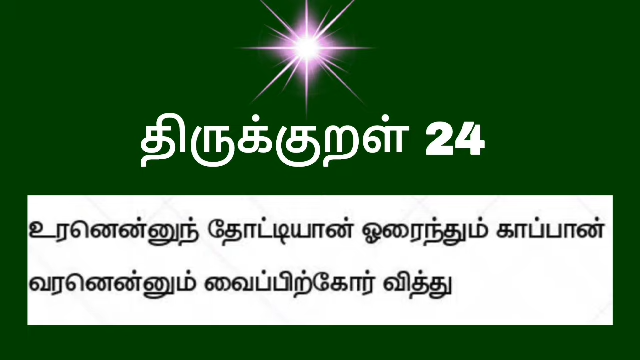 திருக்குறள் 24
உரனென்னுந் தோட்டியான் ஓரைந்தும் காப்பான்
வரனென்னும் வைப்பிற்கோர் வித்து